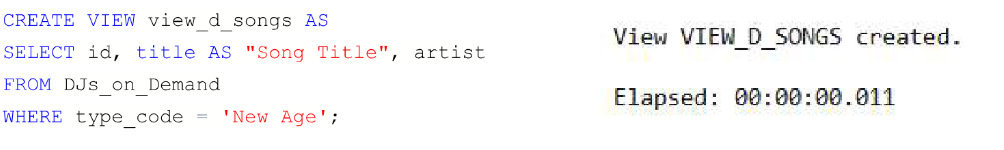 CREATE VIEW view_d_songs AS
SELECT id, title AS "Song Title", artist
FROM DJs_on_Demand
WHERE type_code = 'New Age';
View VIEW_D_SONGS created.
Elapsed: 00:00:00.011